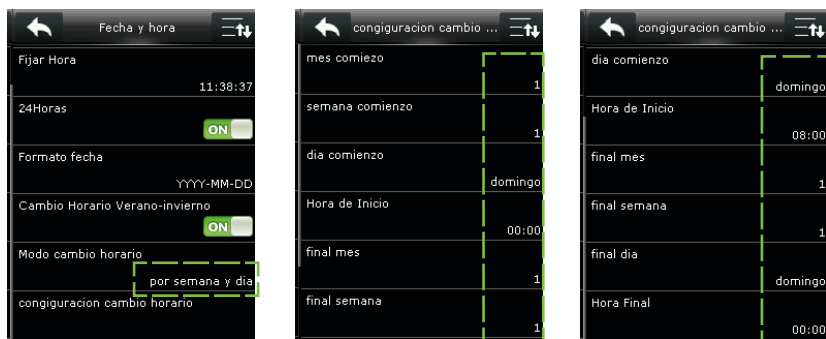 Fecha y hora
Fijar Hora
11:38:37
24Horas
ON
Formato fecha
YYYY-MM-DD
Cambio Horario Verano-invierno
ON
Modo cambio horario
por semana y dia
congiguracion cambio horario
congiguracion cambio ...
mes comiezo
1
semana comienzo
1
dia comienzo
domingo
Hora de Inicio
00:00
final mes
1
final semana
1
congiguracion cambio ...
dia comienzo
domingo
Hora de Inicio
08:00
final mes
1
final semana
1
final dia
domingo
Hora Final
00:00